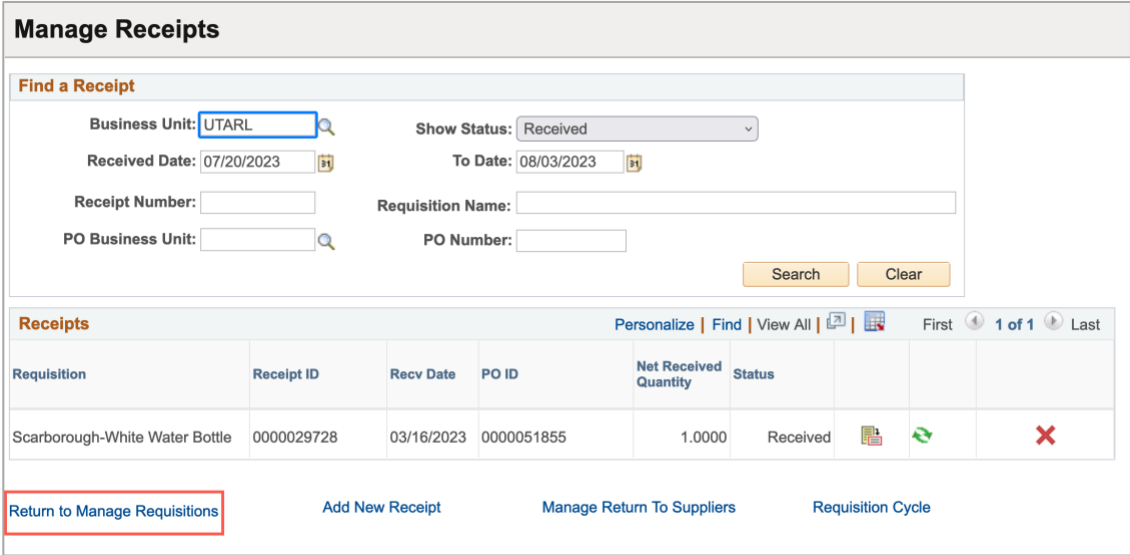 Manage Receipts
Find a Receipt
Business Unit: UTARL Show Status: Received
Received Date: 07/20/2023 31 To Date: 08/03/2023 31
Receipt Number: Requisition Name:
PO Business Unit: PO Number:
Search Clear
Receipts Personalize | Find | View All | | First 1 of 1 Last
Requisition Receipt ID Recv Date PO ID Net Received Quantity Status
Scarborough-White Water Bottle 0000029728 03/16/2023 0000051855 1.0000 Received
Return to Manage Requisitions Add New Receipt Manage Return To Suppliers Requisition Cycle